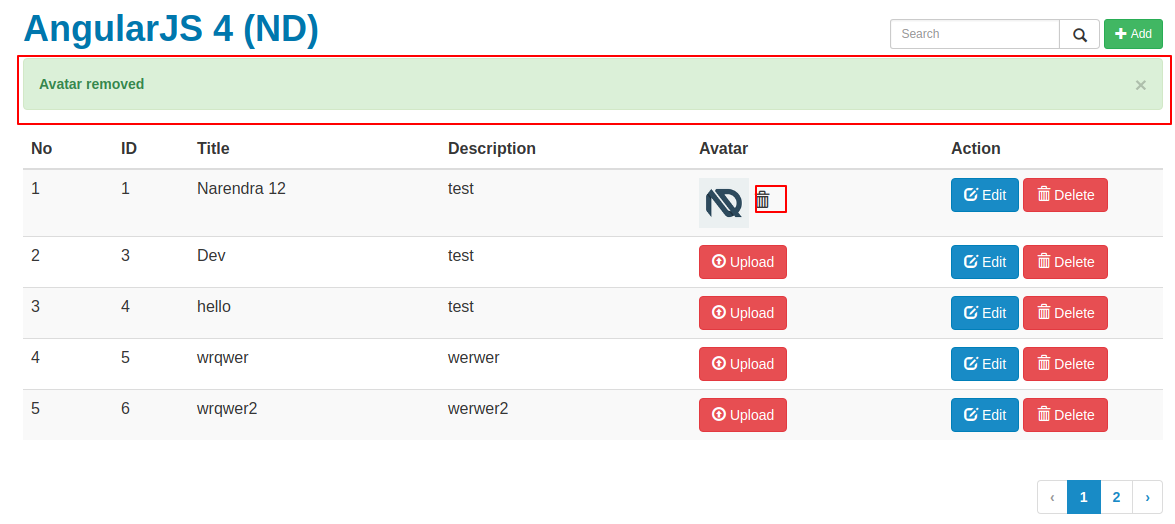 AngularJS 4 (ND)
Search
Add
Avatar removed ×
No ID Title Description Avatar Action
1 1 Narendra 12 test ND Edit Delete
2 3 Dev test Upload Edit Delete
3 4 hello test Upload Edit Delete
4 5 wrqwer werwer Upload Edit Delete
5 6 wrqwer2 werwer2 Upload Edit Delete
‹ 1 2 ›